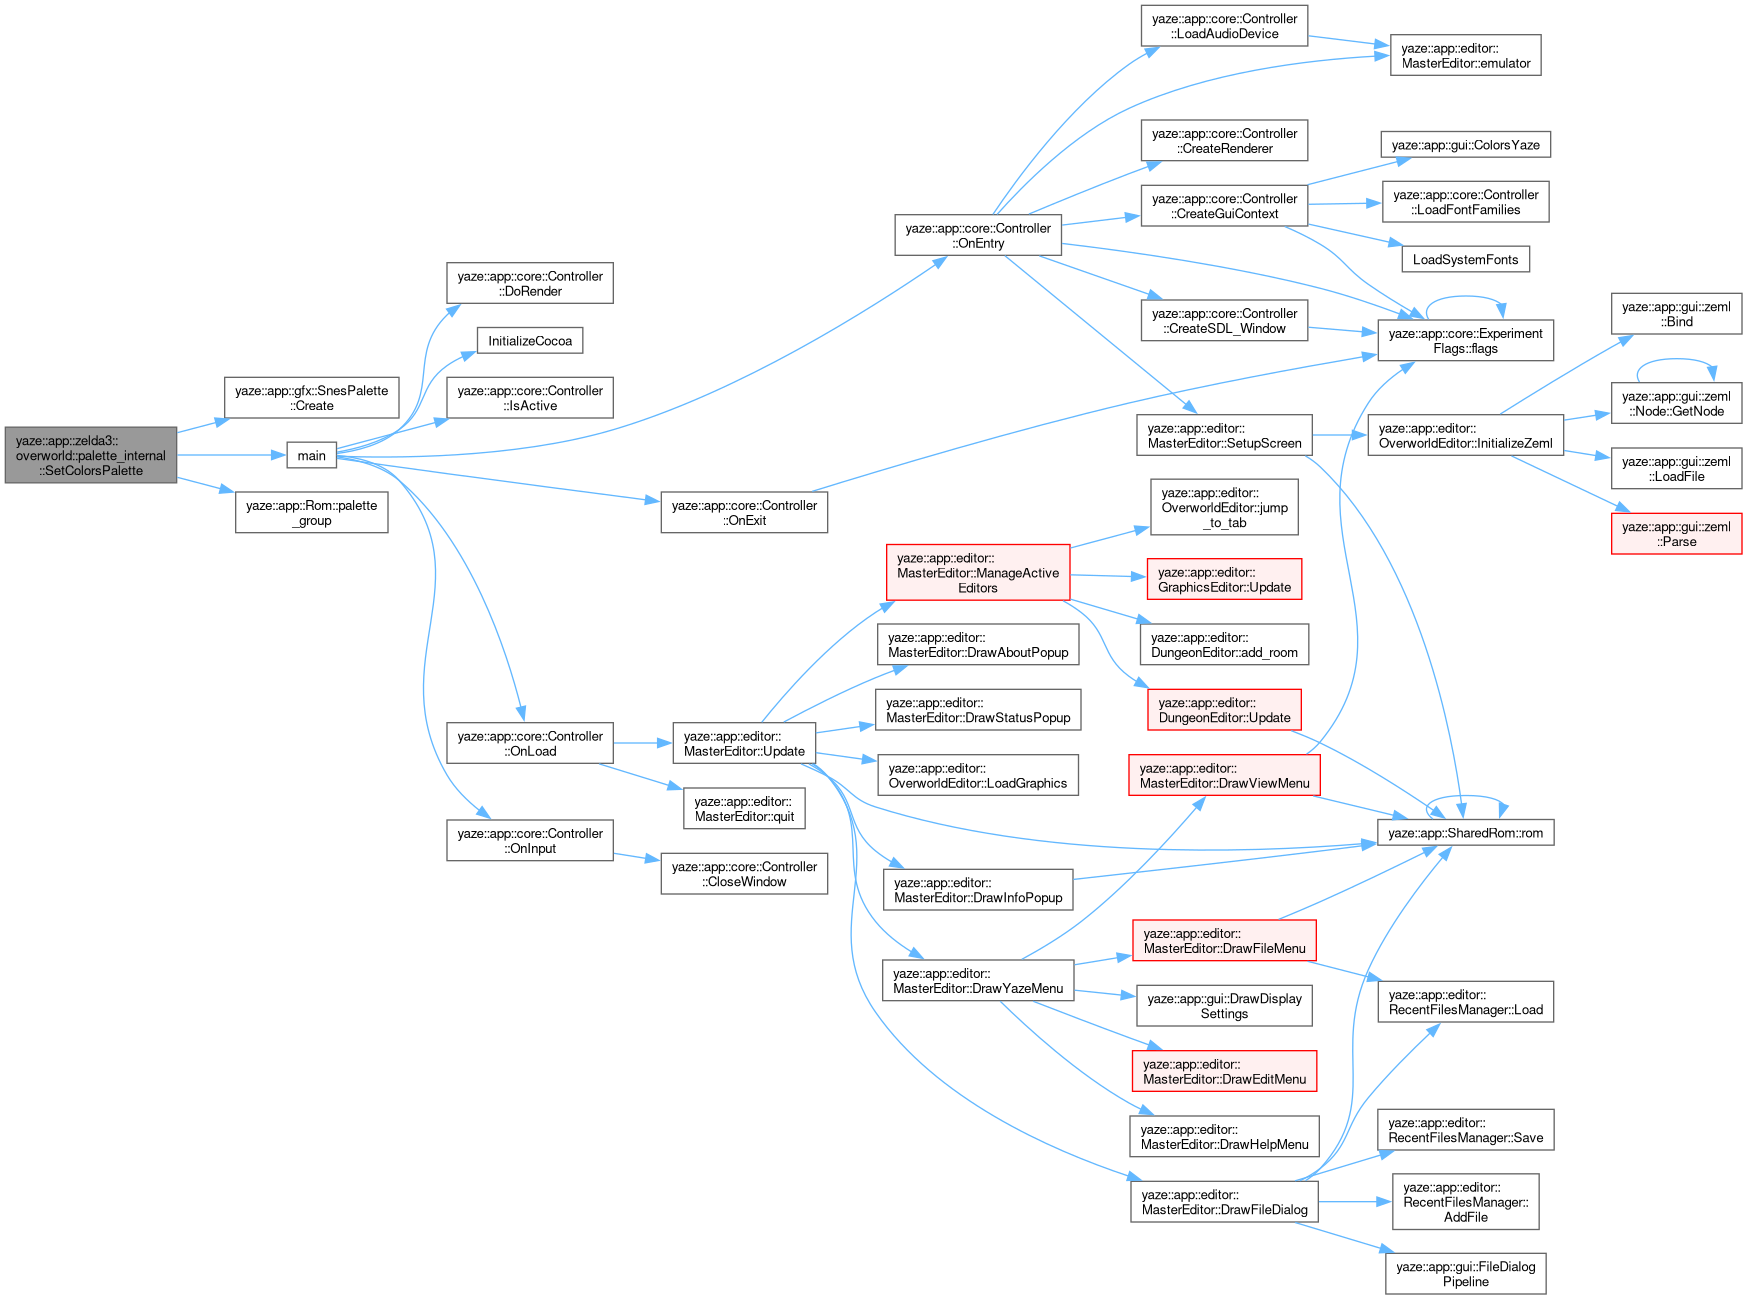 yaze::app::zelda3::
overworld::palette_internal
::SetColorsPalette
yaze::app::gfx::SnesPalette
::Create
main
yaze::app::Rom::palette
_group
yaze::app::core::Controller
::DoRender
InitializeCocoa
yaze::app::core::Controller
::IsActive
yaze::app::core::Controller
::OnExit
yaze::app::core::Controller
::OnLoad
yaze::app::core::Controller
::OnInput
yaze::app::editor::
MasterEditor::Update
yaze::app::editor::
MasterEditor::quit
yaze::app::core::Controller
::CloseWindow
yaze::app::core::Controller
::OnEntry
yaze::app::editor::
MasterEditor::ManageActive
Editors
yaze::app::editor::
MasterEditor::DrawAboutPopup
yaze::app::editor::
MasterEditor::DrawStatusPopup
yaze::app::editor::
OverworldEditor::LoadGraphics
yaze::app::editor::
MasterEditor::DrawInfoPopup
yaze::app::editor::
MasterEditor::DrawYazeMenu
yaze::app::core::Controller
::LoadAudioDevice
yaze::app::core::Controller
::CreateRenderer
yaze::app::core::Controller
::CreateGuiContext
yaze::app::core::Controller
::CreateSDL_Window
yaze::app::editor::
MasterEditor::SetupScreen
yaze::app::editor::
OverworldEditor::jump
_to_tab
yaze::app::editor::
GraphicsEditor::Update
yaze::app::editor::
DungeonEditor::add_room
yaze::app::editor::
DungeonEditor::Update
yaze::app::editor::
MasterEditor::DrawViewMenu
yaze::app::editor::
MasterEditor::DrawFileMenu
yaze::app::gui::DrawDisplay
Settings
yaze::app::editor::
MasterEditor::DrawEditMenu
yaze::app::editor::
MasterEditor::DrawHelpMenu
yaze::app::editor::
MasterEditor::DrawFileDialog
yaze::app::editor::
MasterEditor::emulator
yaze::app::gui::ColorsYaze
yaze::app::core::Controller
::LoadFontFamilies
LoadSystemFonts
yaze::app::core::Experiment
Flags::flags
yaze::app::editor::
OverworldEditor::InitializeZeml
yaze::app::SharedRom::rom
yaze::app::editor::
RecentFilesManager::Load
yaze::app::editor::
RecentFilesManager::Save
yaze::app::editor::
RecentFilesManager::
AddFile
yaze::app::gui::FileDialog
Pipeline
yaze::app::gui::zeml
::Bind
yaze::app::gui::zeml
::Node::GetNode
yaze::app::gui::zeml
::LoadFile
yaze::app::gui::zeml
::Parse